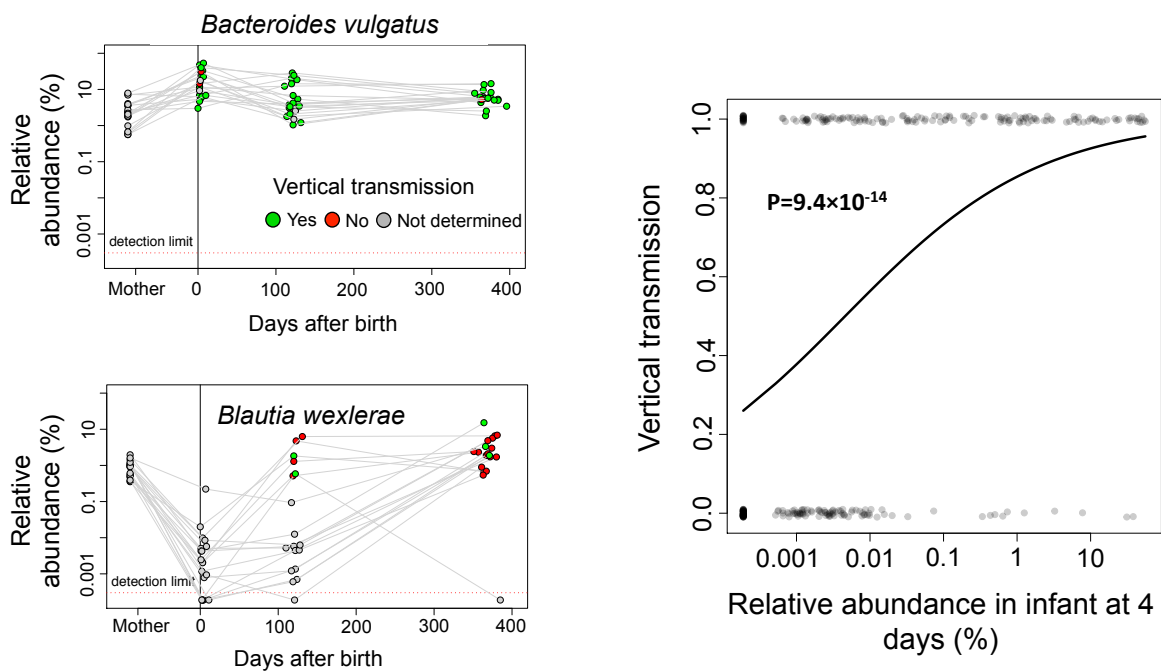 Bacteroides vulgatus
Relative
abundance (%)
10
0.1
0.001
Vertical transmission
Yes No Not determined
detection limit
Mother 0 100 200 300 400
Days after birth
Blautia wexlerae
Relative
abundance (%)
10
0.1
0.001
detection limit
Mother 0 100 200 300 400
Days after birth
Vertical transmission
1.0
0.8
0.6
0.4
0.2
0.0
P=9.4×10⁻¹⁴
0.001 0.01 0.1 1 10
Relative abundance in infant at 4
days (%)